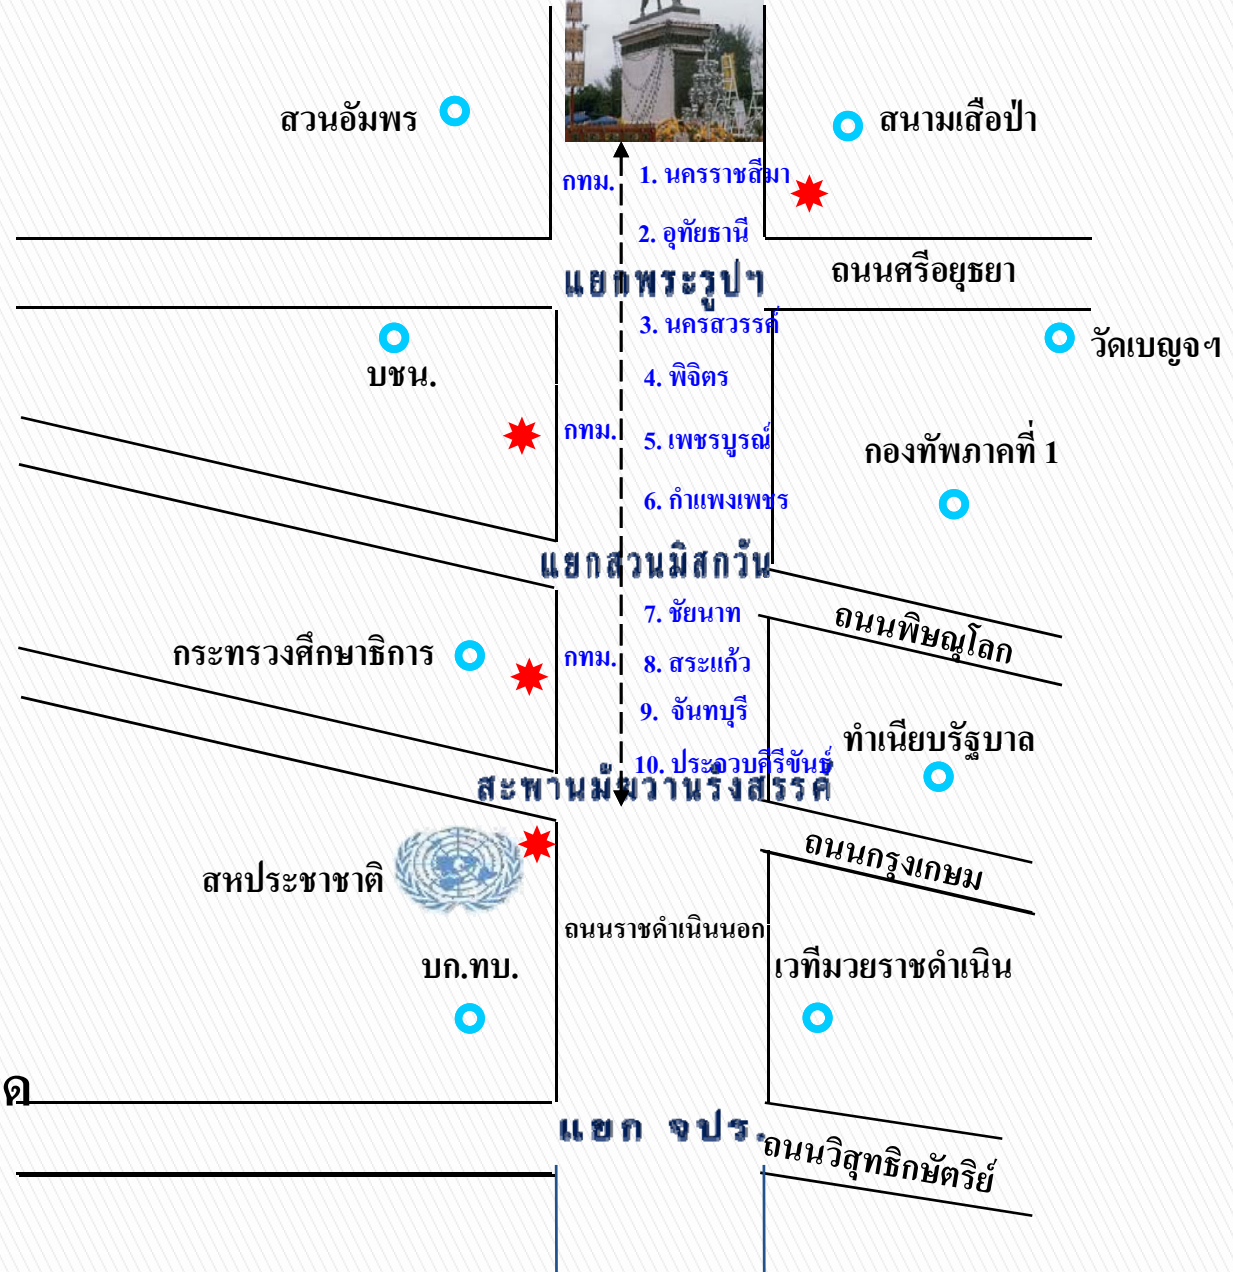 สวนอัมพร
สนามเสือป่า
กทม.
1. นครราชสีมา
2. อุทัยธานี
แยกพระรูปฯ
ถนนศรีอยุธยา
3. นครสวรรค์
บชน.
วัดเบญจฯ
4. พิจิตร
กทม.
5. เพชรบูรณ์
กองทัพภาคที่ 1
6. กำแพงเพชร
แยกสวนมิสกวัน
7. ชัยนาท
ถนนพิษณุโลก
กระทรวงศึกษาธิการ
กทม.
8. สระแก้ว
9. จันทบุรี
ทำเนียบรัฐบาล
10. ประจวบคีรีขันธ์
สะพานมัฆวานรังสรรค์
ถนนกรุงเกษม
สหประชาชาติ
ถนนราชดำเนินนอก
บก.ทบ.
เวทีมวยราชดำเนิน
ด
แยก จปร.
ถนนวิสุทธิกษัตริย์